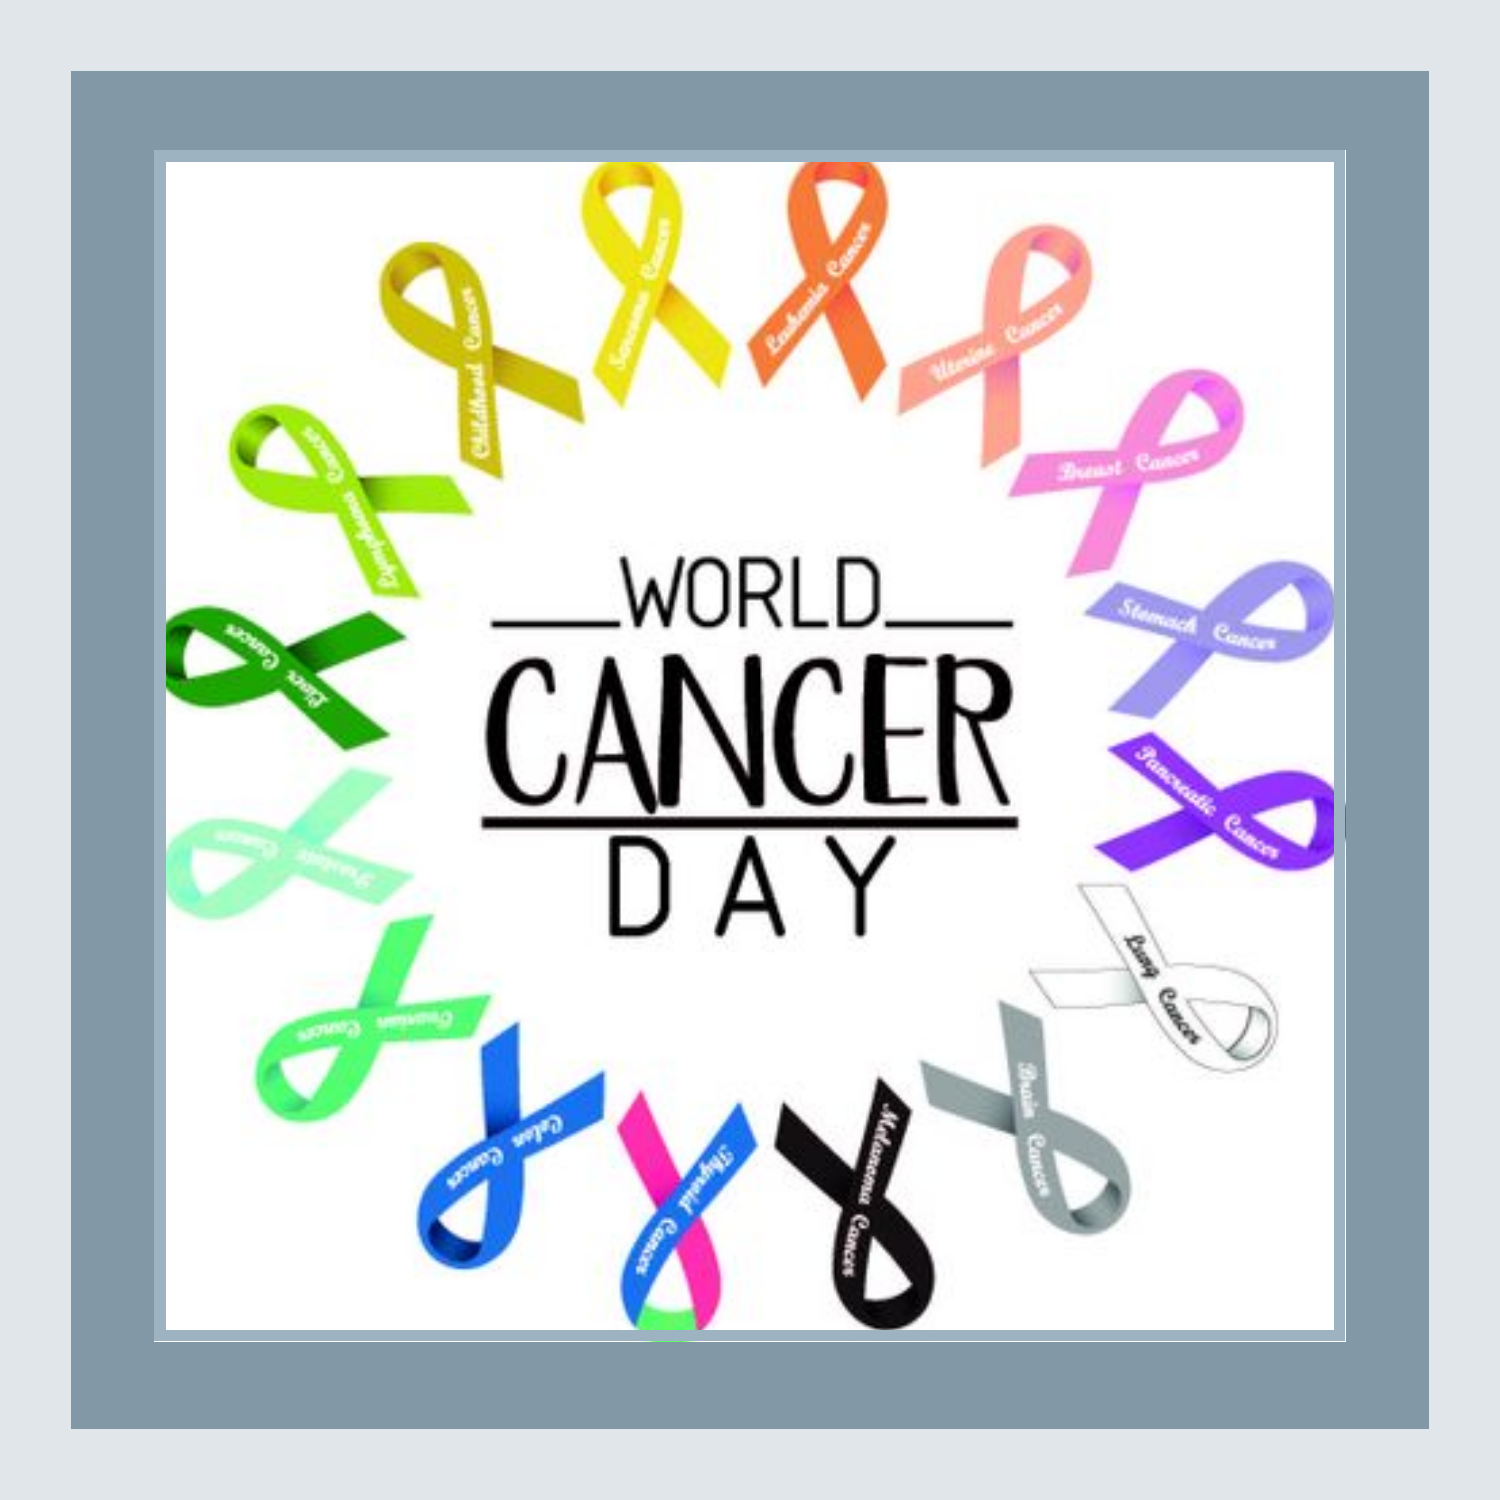 Sarcoma Cancer
Leukemia Cancer
Uterine Cancer
Breast Cancer
Stomach Cancer
Pancreatic Cancer
Lung Cancer
Brain Cancer
Melanoma Cancer
Thyroid Cancer
Colon Cancer
Ovarian Cancer
Prostate Cancer
Liver Cancer
Lymphoma Cancer
Childhood Cancer
WORLD
CANCER
DAY